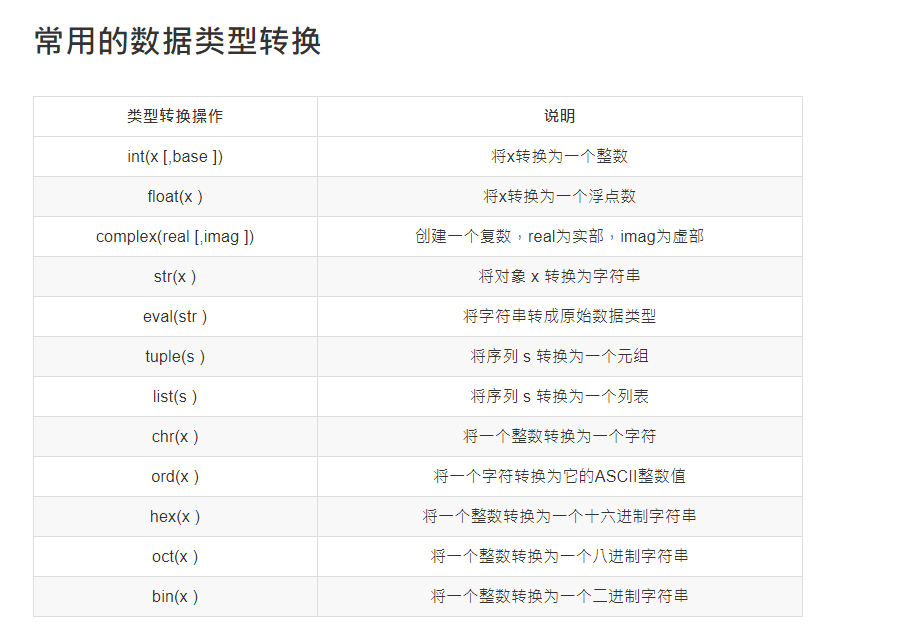 常用的数据类型转换
类型转换操作 说明
int(x [,base ]) 将x转换为一个整数
float(x ) 将x转换为一个浮点数
complex(real [,imag ]) 创建一个复数，real为实部，imag为虚部
str(x ) 将对象 x 转换为字符串
eval(str ) 将字符串转成原始数据类型
tuple(s ) 将序列 s 转换为一个元组
list(s ) 将序列 s 转换为一个列表
chr(x ) 将一个整数转换为一个字符
ord(x ) 将一个字符转换为它的ASCII整数值
hex(x ) 将一个整数转换为一个十六进制字符串
oct(x ) 将一个整数转换为一个八进制字符串
bin(x ) 将一个整数转换为一个二进制字符串